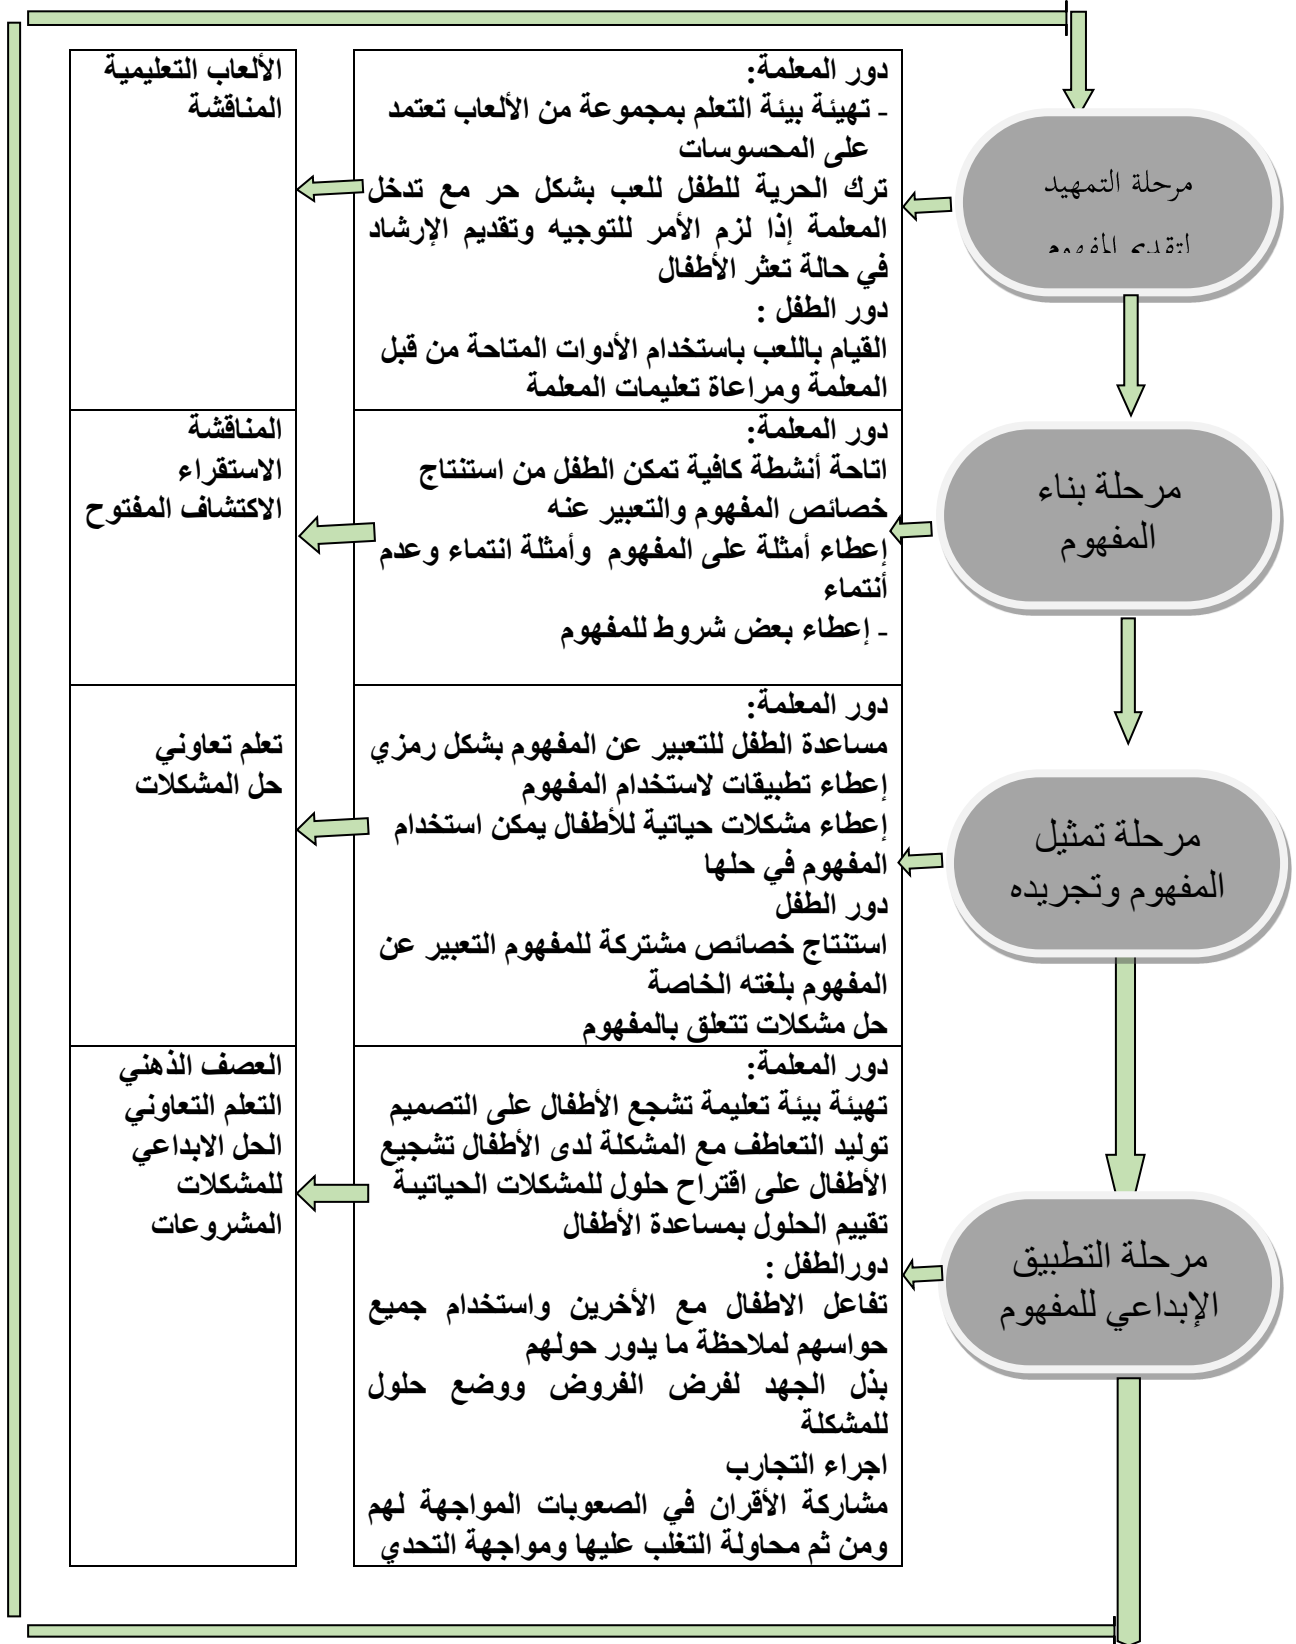 مرحلة التمهيد
المفهوم
دور المعلمة:
- تهيئة بيئة التعلم بمجموعة من الألعاب تعتمد
على المحسوسات
ترك الحرية للطفل للعب بشكل حر مع تدخل
المعلمة إذا لزم الأمر للتوجيه وتقديم الإرشاد
في حالة تعثر الأطفال
دور الطفل :
القيام باللعب باستخدام الأدوات المتاحة من قبل
المعلمة ومراعاة تعليمات المعلمة
الألعاب التعليمية
المناقشة
مرحلة بناء
المفهوم
دور المعلمة:
اتاحة أنشطة كافية تمكن الطفل من استنتاج
خصائص المفهوم والتعبير عنه
إعطاء أمثلة على المفهوم وأمثلة انتماء وعدم
أنتماء
- إعطاء بعض شروط للمفهوم
المناقشة
الاستقراء
الاكتشاف المفتوح
مرحلة تمثيل
المفهوم وتجريده
دور المعلمة:
مساعدة الطفل للتعبير عن المفهوم بشكل رمزي
إعطاء تطبيقات لاستخدام المفهوم
إعطاء مشكلات حياتية للأطفال يمكن استخدام
المفهوم في حلها
دور الطفل
استنتاج خصائص مشتركة للمفهوم التعبير عن
المفهوم بلغته الخاصة
حل مشكلات تتعلق بالمفهوم
تعلم تعاوني
حل المشكلات
مرحلة التطبيق
الإبداعي للمفهوم
دور المعلمة:
تهيئة بيئة تعليمة تشجع الأطفال على التصميم
توليد التعاطف مع المشكلة لدى الأطفال تشجيع
الأطفال على اقتراح حلول للمشكلات الحياتيىة
تقييم الحلول بمساعدة الأطفال
دورالطفل :
تفاعل الاطفال مع الأخرين واستخدام جميع
حواسهم لملاحظة ما يدور حولهم
بذل الجهد لفرض الفروض ووضع حلول
للمشكلة
اجراء التجارب
مشاركة الأقران في الصعوبات المواجهة لهم
ومن ثم محاولة التغلب عليها ومواجهة التحدي
العصف الذهني
التعلم التعاوني
الحل الابداعي
للمشكلات
المشروعات